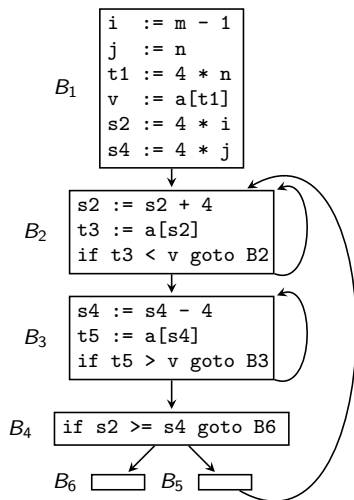 i := m - 1
j := n
t1 := 4 * n
B1
v := a[t1]
s2 := 4 * i
s4 := 4 * j
s2 := s2 + 4
B2
t3 := a[s2]
if t3 < v goto B2
s4 := s4 - 4
B3
t5 := a[s4]
if t5 > v goto B3
B4
if s2 >= s4 goto B6
B6
B5